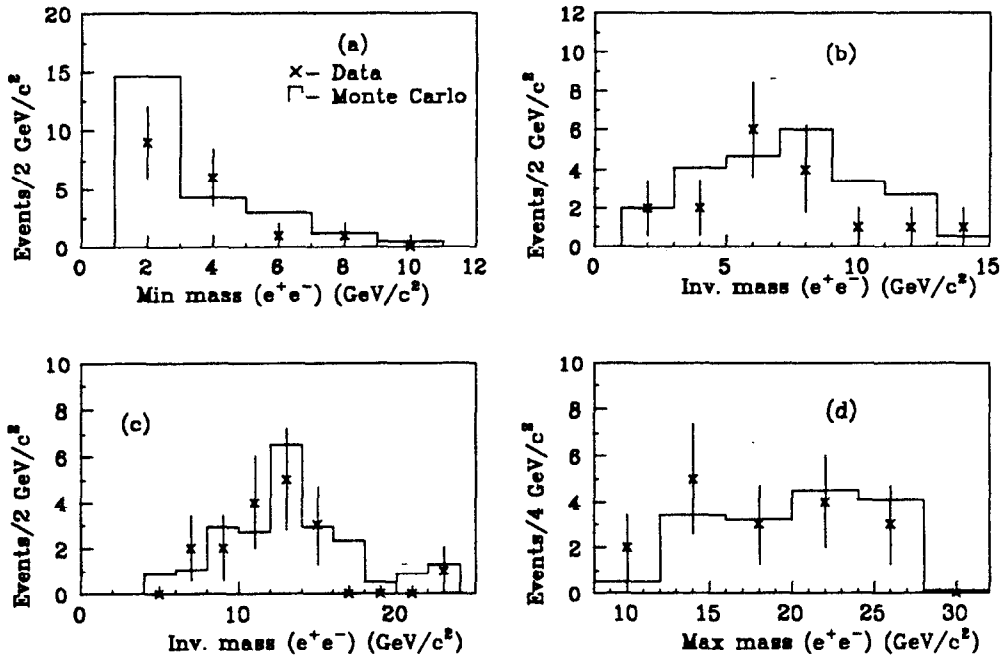 20
15
10
5
0
Events/2 GeV/c²
(a)
×– Data
– Monte Carlo
0 2 4 6 8 10 12
Min mass (e⁺e⁻) (GeV/c²)
12
10
8
6
4
2
0
Events/2 GeV/c²
(b)
0 5 10 15
Inv. mass (e⁺e⁻) (GeV/c²)
10
8
6
4
2
0
Events/2 GeV/c²
(c)
0 10 20
Inv. mass (e⁺e⁻) (GeV/c²)
10
8
6
4
2
0
Events/4 GeV/c²
(d)
10 15 20 25 30
Max mass (e⁺e⁻) (GeV/c²)